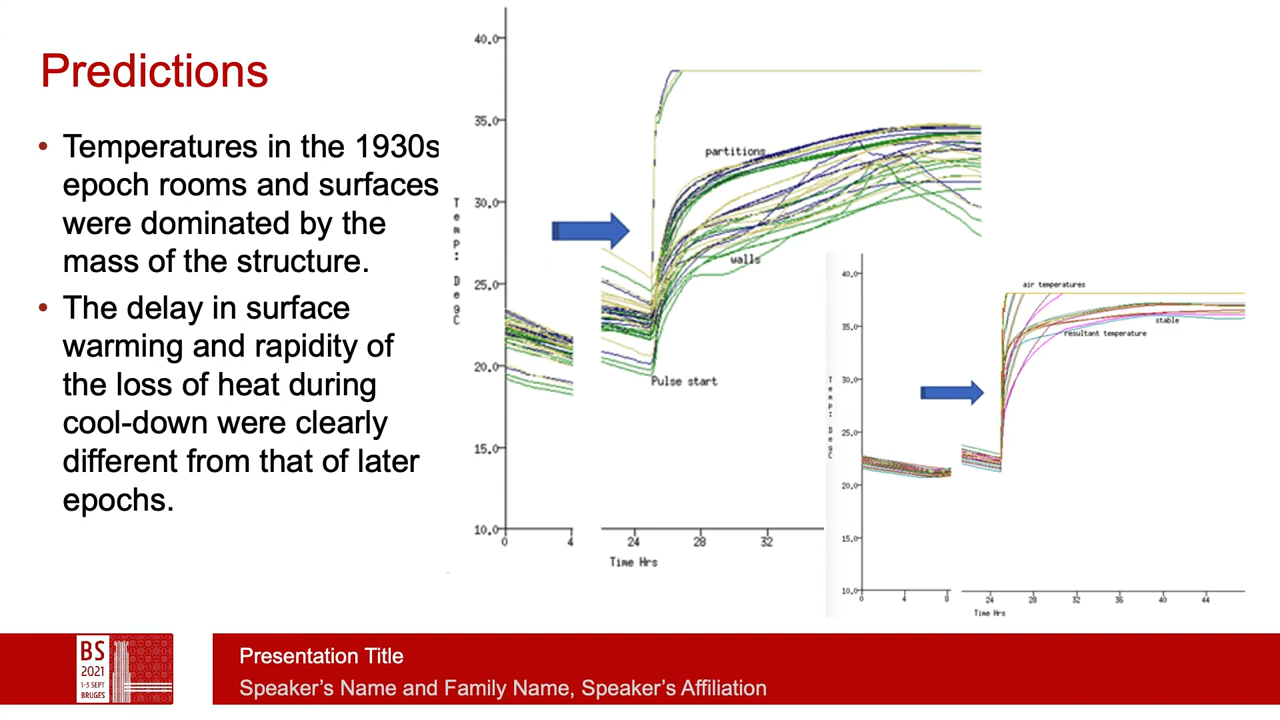 Predictions
• Temperatures in the 1930s
epoch rooms and surfaces
were dominated by the
mass of the structure.
• The delay in surface
warming and rapidity of
the loss of heat during
cool-down were clearly
different from that of later
epochs.
40.0
35.0
30.0
25.0
20.0
15.0
10.0
Temp: DegC
partitions
walls
Pulse start
0 4 24 28 32
Time Hrs
40.0
35.0
30.0
25.0
20.0
15.0
10.0
Temp: DegC
air temperatures
stable
resultant temperature
0 4 8 24 28 32 36 40 44
Time Hrs
BS
2021
1-3 SEPT
BRUGES
Presentation Title
Speaker's Name and Family Name, Speaker's Affiliation